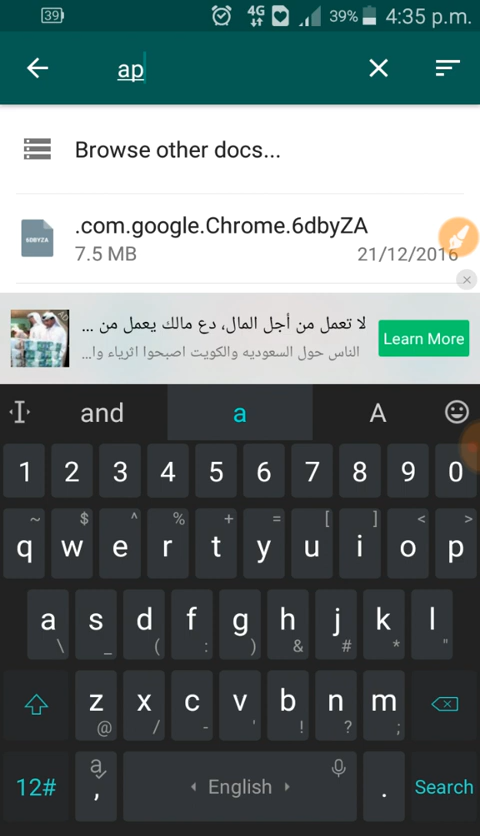 39
4G
39%
4:35 p.m.
ap
Browse other docs...
6DBYZA
.com.google.Chrome.6dbyZA
7.5 MB
21/12/2016
AD
لا تعمل من أجل المال، دع مالك يعمل من ...
الناس حول السعوديه والكويت اصبحوا اثرياء وا...
Learn More
and
a
A
1 2 3 4 5 6 7 8 9 0
~ $ ^ % + = [ ] < >
q w e r t y u i o p
a s d f g h j k l
\ _ ( : ) & # * "
z x c v b n m
@ / - ' ! ? ;
12#
a
,
English
.
Search